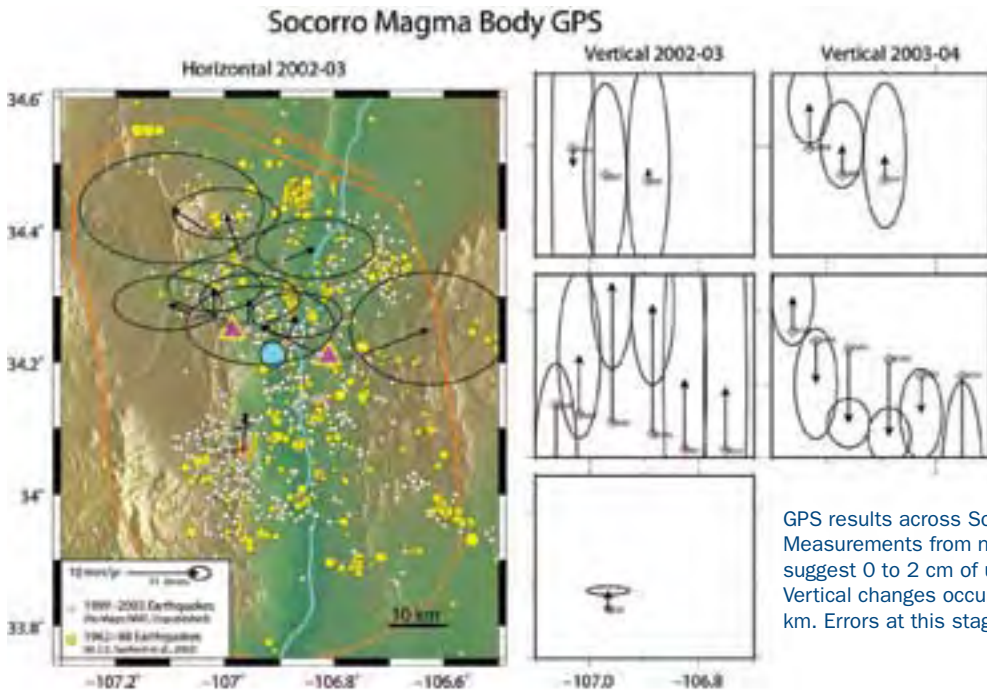 Socorro Magma Body GPS
Horizontal 2002-03
Vertical 2002-03
Vertical 2003-04
34.6°
34.4°
34.2°
34°
33.8°
-107.2°
-107°
-106.8°
-106.6°
10 mm/yr
1999-2003 Earthquakes
1962-98 Earthquakes
10 km
-107.0
-106.8
GPS results across So
Measurements from n
suggest 0 to 2 cm of u
Vertical changes occu
km. Errors at this stag